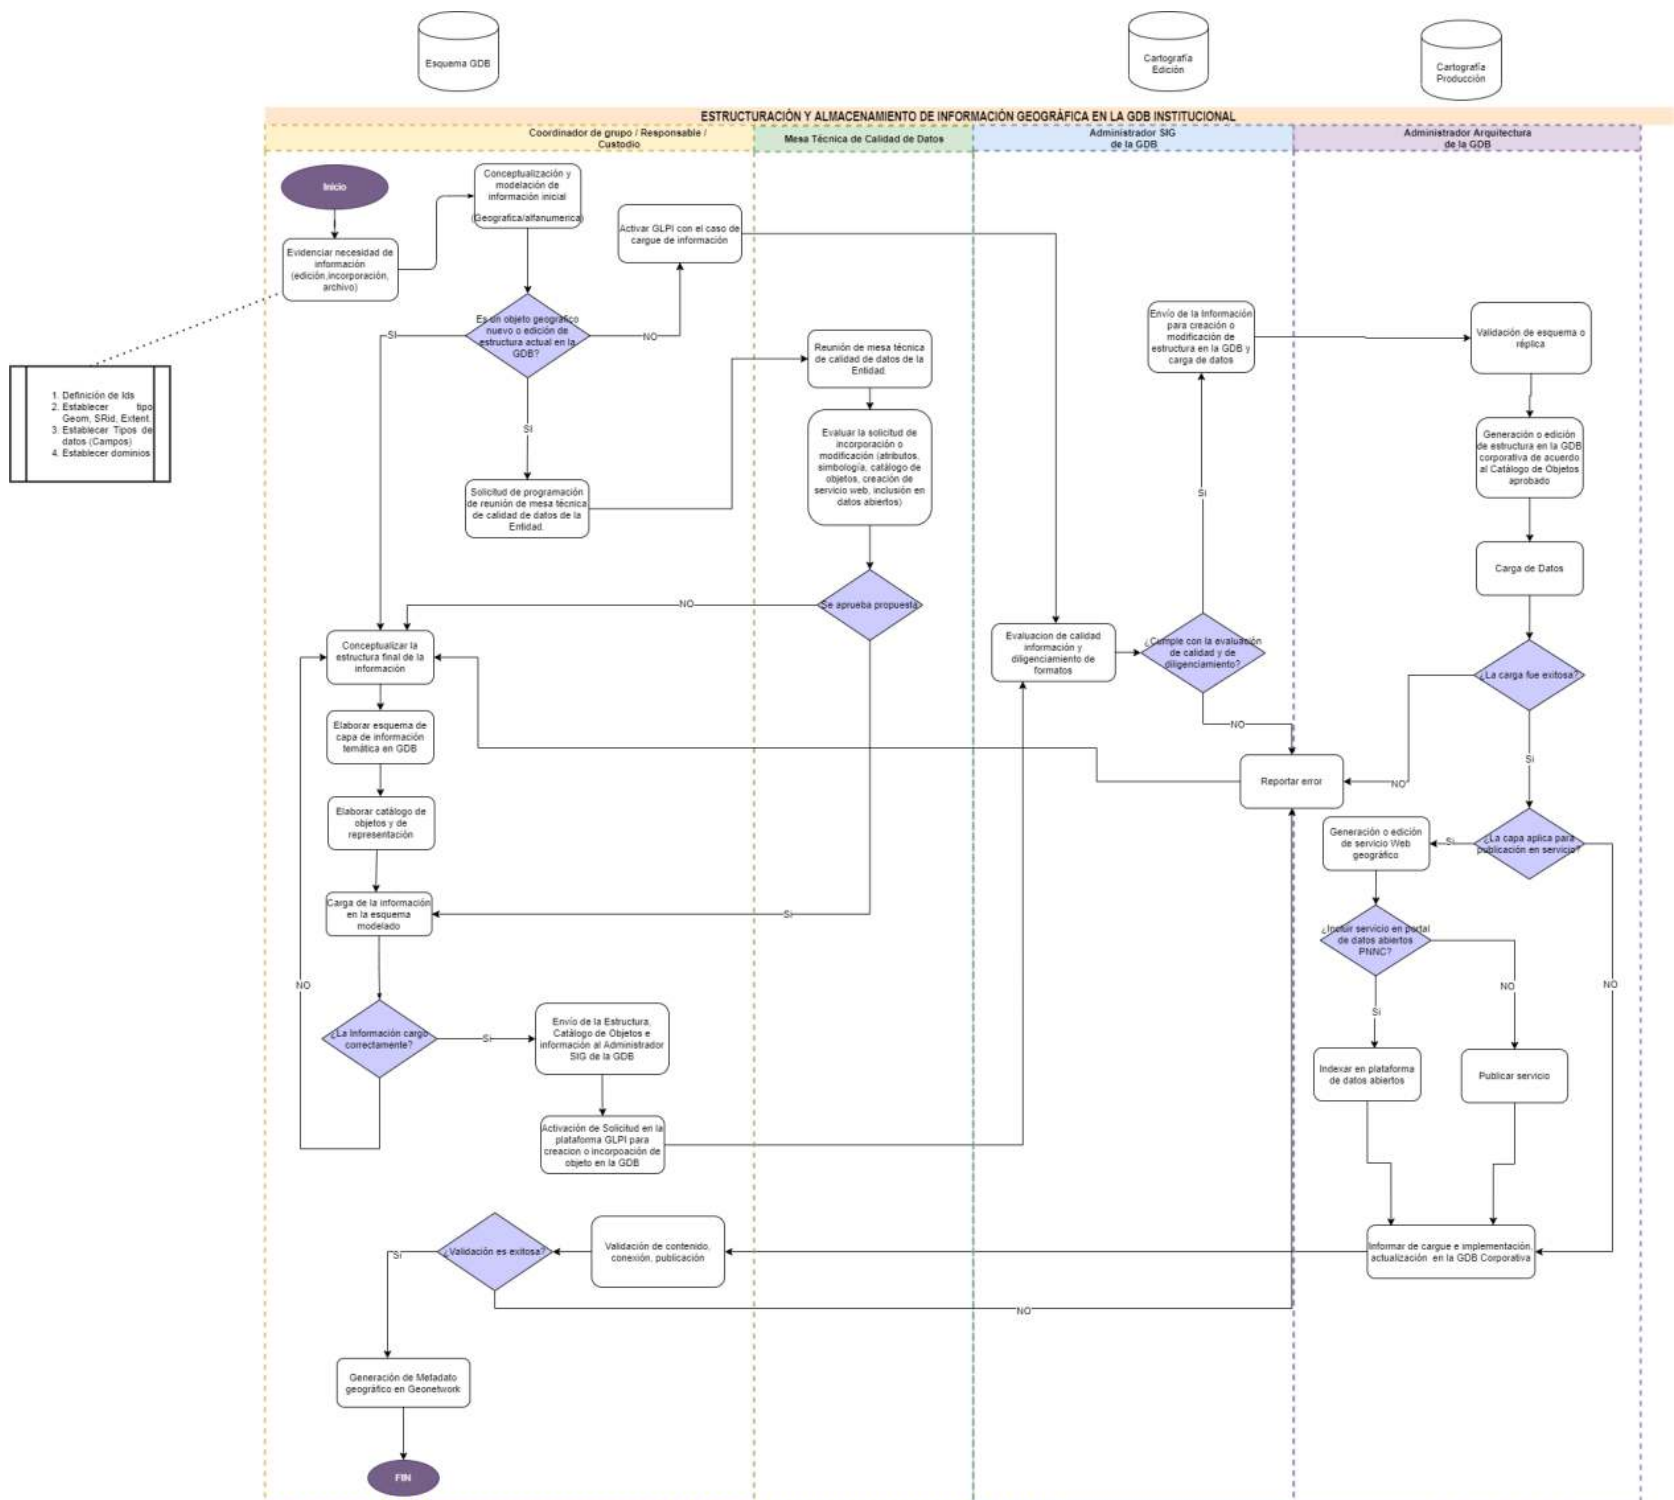 Esquema GDB
Cartografía
Edición
Cartografía
Producción
ESTRUCTURACIÓN Y ALMACENAMIENTO DE INFORMACIÓN GEOGRÁFICA EN LA GDB INSTITUCIONAL
Coordinador de grupo / Responsable /
Custodio
Mesa Técnica de Calidad de Datos
Administrador SIG
de la GDB
Administrador Arquitectura
de la GDB
Inicio
Evidenciar necesidad de
información
(edición,incorporación,
archivo)
Conceptualización y
modelación de
información inicial
(Geografica/alfanumerica)
Activar GLPI con el caso de
cargue de información
Es un objeto geografico
nuevo o edición de
estructura actual en la
GDB?
SI
NO
SI
1. Definición de Ids
2. Establecer tipo
Geom, SRid, Extent.
3. Establecer Tipos de
datos (Campos)
4. Establecer dominios
Solicitud de programación
de reunión de mesa técnica
de calidad de datos de la
Entidad.
Reunión de mesa técnica
de calidad de datos de la
Entidad.
Evaluar la solicitud de
incorporación o
modificación (atributos,
simbología, catálogo de
objetos, creación de
servicio web, inclusión en
datos abiertos)
Se aprueba propuesta
NO
Si
Envío de la Información
para creación o
modificación de
estructura en la GDB y
carga de datos
Validación de esquema o
réplica
Generación o edición
de estructura en la GDB
corporativa de acuerdo
al Catálogo de Objetos
aprobado
Carga de Datos
Si
Evaluacion de calidad
información y
diligenciamiento de
formatos
¿Cumple con la evaluación
de calidad y de
diligenciamiento?
NO
¿La carga fue exitosa?
NO
Si
Reportar error
Conceptualizar la
estructura final de la
información
Elaborar esquema de
capa de información
temática en GDB
Elaborar catálogo de
objetos y de
representación
Carga de la información
en la esquema
modelado
NO
¿La Información cargo
correctamente?
Si
Envío de la Estructura,
Catálogo de Objetos e
información al Administrador
SIG de la GDB
Activación de Solicitud en la
plataforma GLPI para
creacion o incorpoación de
objeto en la GDB
Generación o edición
de servicio Web
geográfico
Si
¿La capa aplica para
publicación en servicio?
NO
¿Incluir servicio en portal
de datos abiertos
PNNC?
NO
Si
Indexar en plataforma
de datos abiertos
Publicar servicio
Si
¿Validación es exitosa?
Validación de contenido,
conexión, publicación
Informar de cargue e implementación,
actualización en la GDB Corporativa
NO
Generación de Metadato
geográfico en Geonetwork
FIN